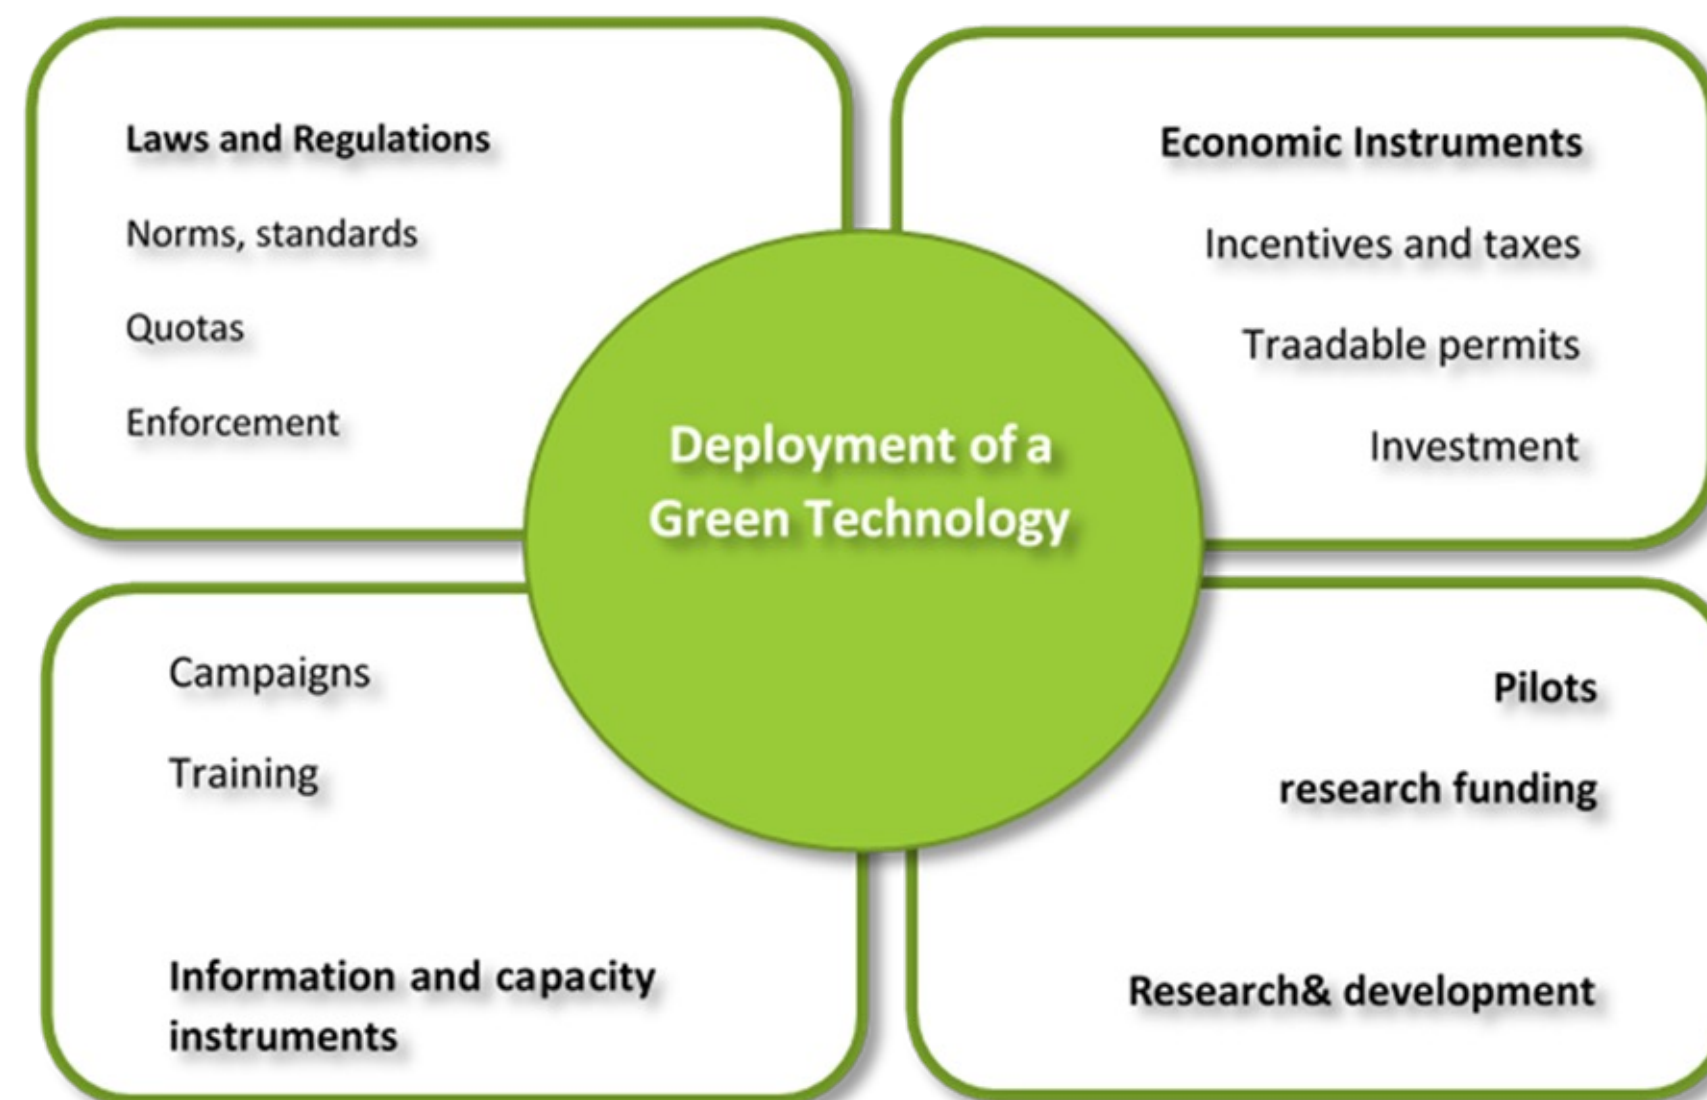 Laws and Regulations
Norms, standards
Quotas
Enforcement
Economic Instruments
Incentives and taxes
Traadable permits
Investment
Deployment of a
Green Technology
Campaigns
Training
Information and capacity
instruments
Pilots
research funding
Research& development